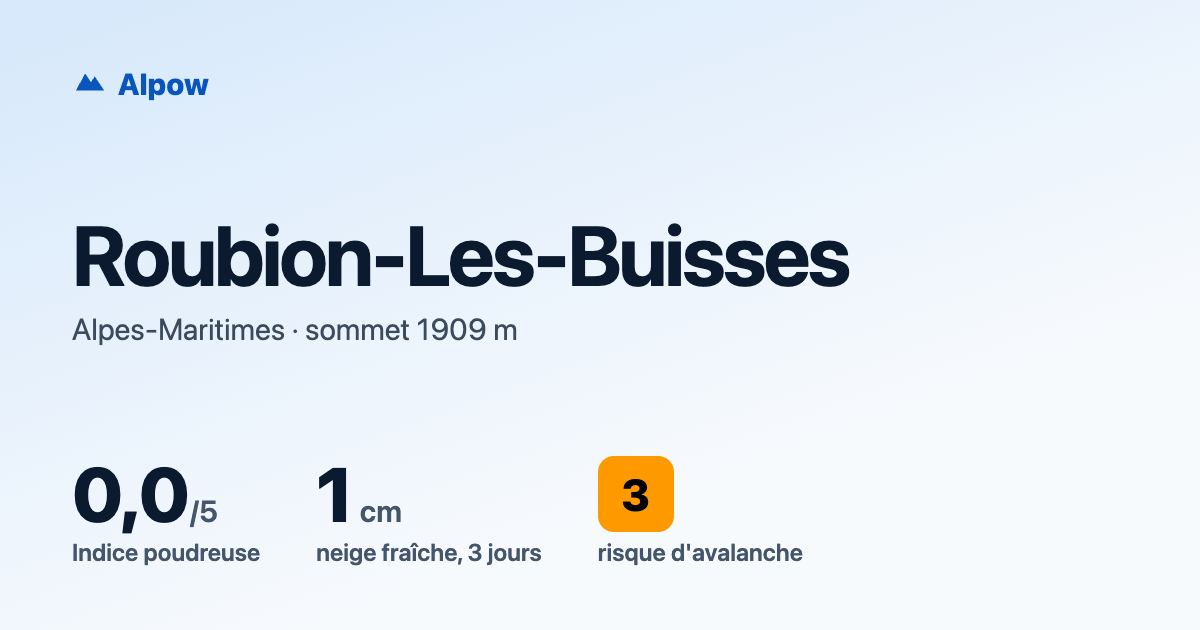 Alpow
Roubion-Les-Buisses
Alpes-Maritimes · sommet 1909 m
0,0/5
Indice poudreuse
1 cm
neige fraîche, 3 jours
3
risque d'avalanche